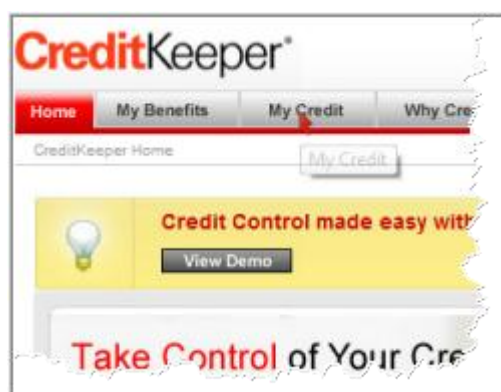 CreditKeeper®
Home My Benefits My Credit Why Cre
CreditKeeper Home
My Credit
Credit Control made easy with
View Demo
Take Control of Your Cre